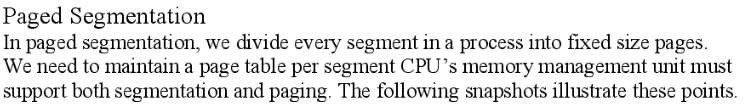 Paged Segmentation
In paged segmentation, we divide every segment in a process into fixed size pages.
We need to maintain a page table per segment CPU’s memory management unit must
support both segmentation and paging. The following snapshots illustrate these points.